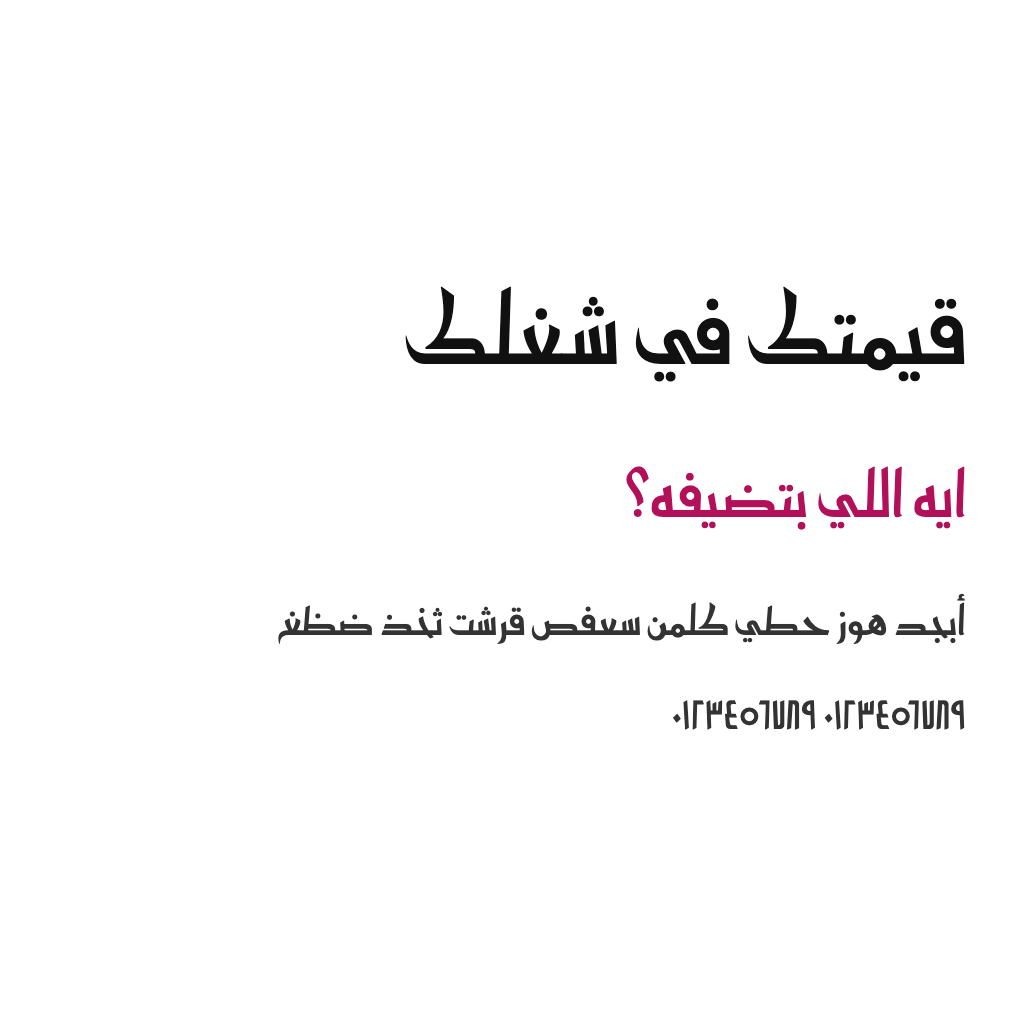 قيمتك في شغلك
ايه اللي بتضيفه؟
أبجد هوز حطي كلمن سعفص قرشت ثخذ ضظغ
٠١٢٣٤٥٦٧٨٩ ٠١٢٣٤٥٦٧٨٩